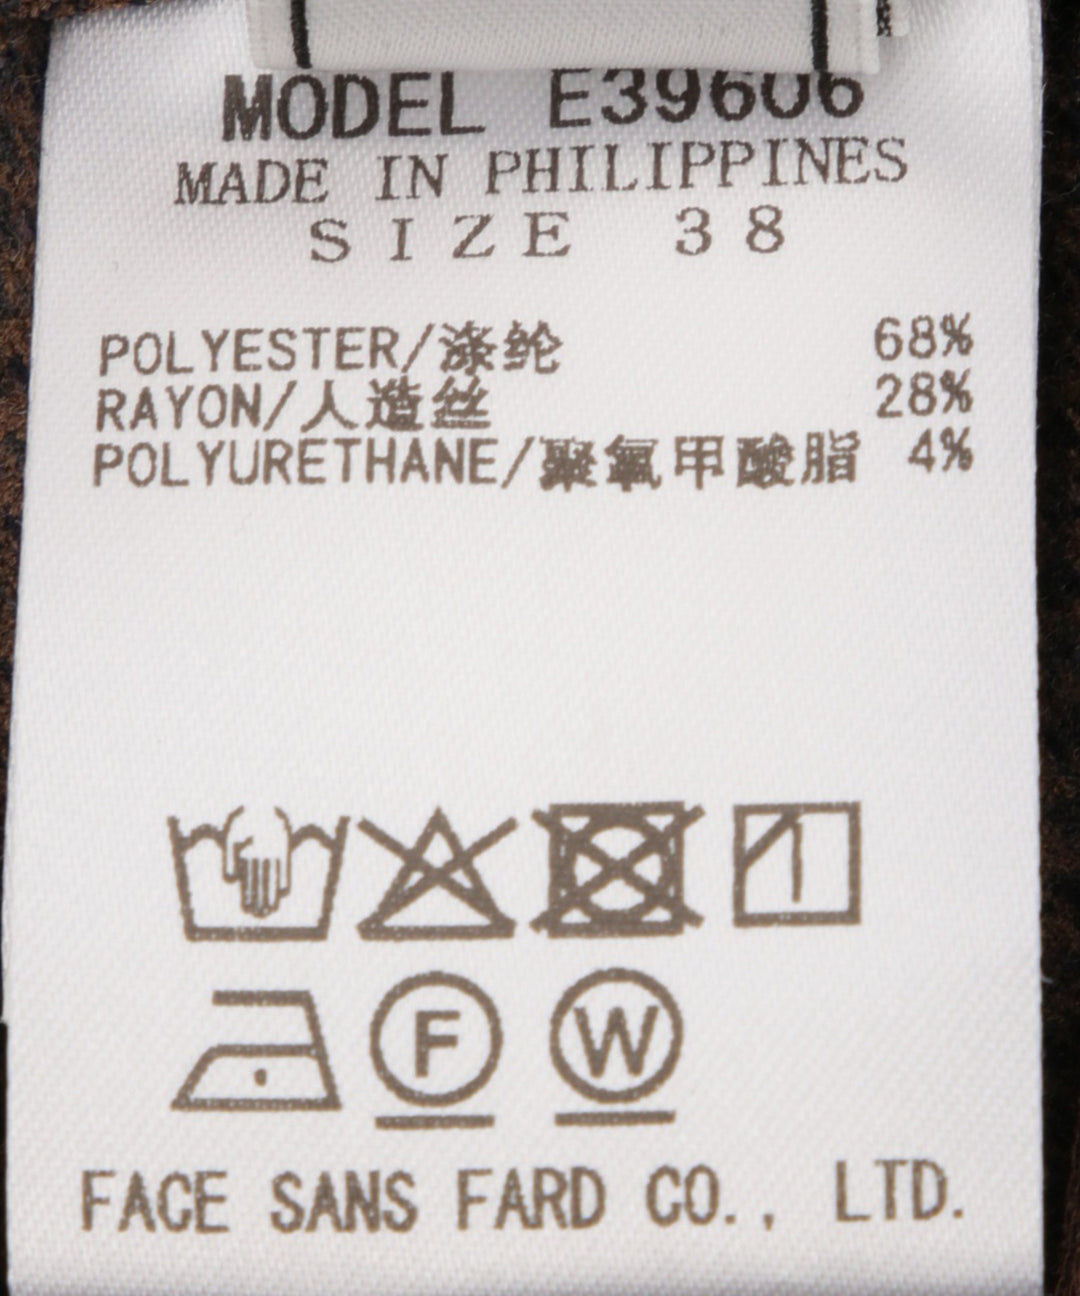 MODEL E39606
MADE IN PHILIPPINES
SIZE 38
POLYESTER/涤纶 68%
RAYON/人造丝 28%
POLYURETHANE/聚氧甲酸脂 4%
F W
FACE SANS FARD CO., LTD.